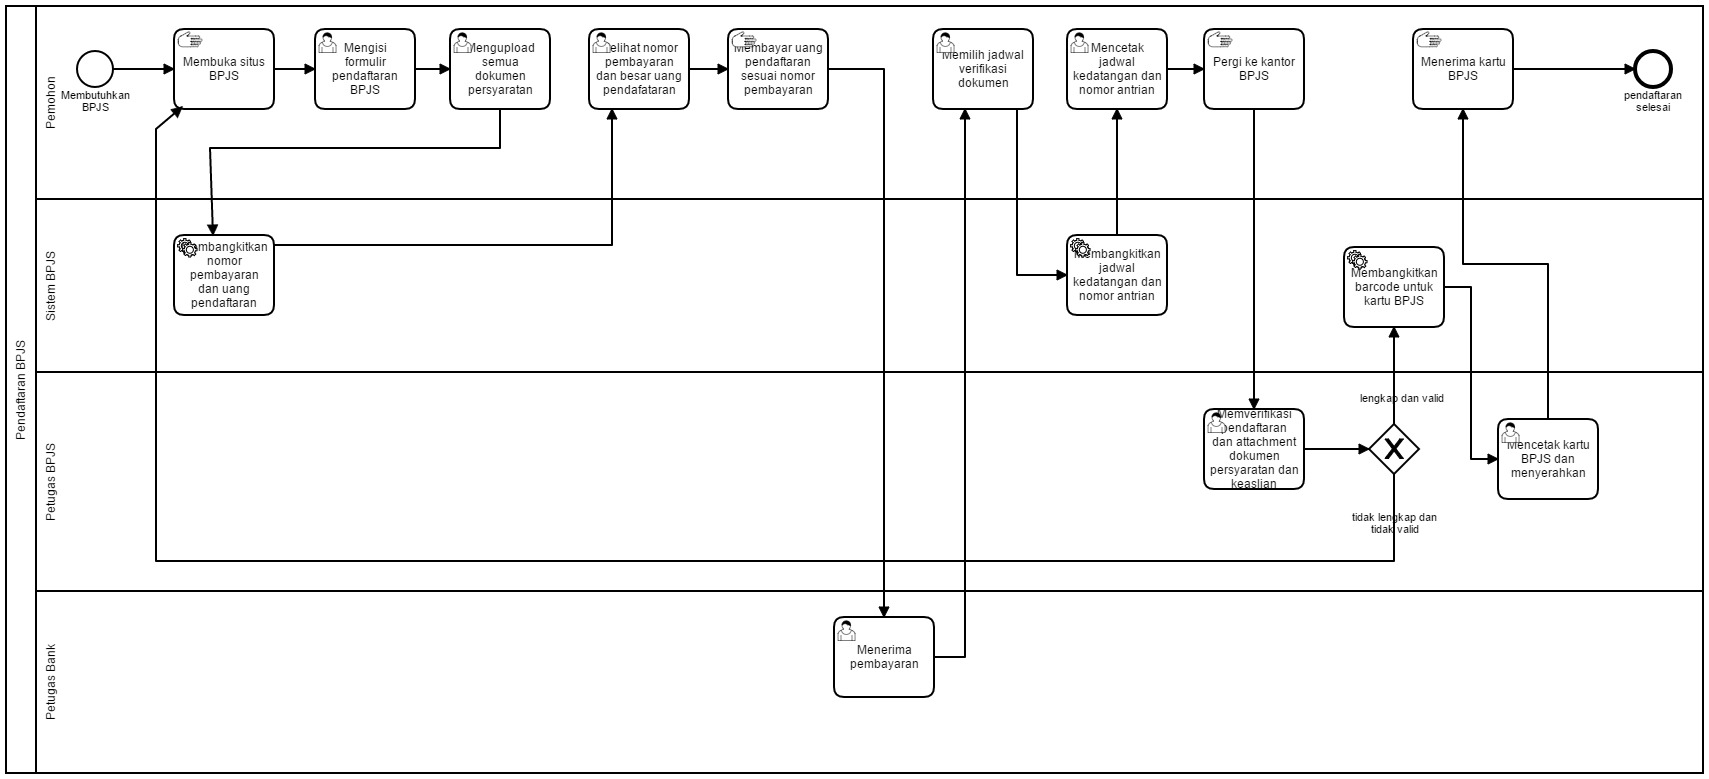 Pendaftaran BPJS
Pemohon
Membutuhkan
BPJS
Membuka situs
BPJS
Mengisi
formulir
pendaftaran
BPJS
Mengupload
semua
dokumen
persyaratan
elihat nomor
pembayaran
dan besar uang
pendafataran
Membayar uang
pendaftaran
sesuai nomor
pembayaran
Memilih jadwal
verifikasi
dokumen
Mencetak
jadwal
kedatangan dan
nomor antrian
Pergi ke kantor
BPJS
Menerima kartu
BPJS
pendaftaran
selesai
Sistem BPJS
mbangkitkan
nomor
pembayaran
dan uang
pendaftaran
Membangkitkan
jadwal
kedatangan dan
nomor antrian
Membangkitkan
barcode untuk
kartu BPJS
Petugas BPJS
Memverifikasi
pendaftaran
dan attachment
dokumen
persyaratan dan
keaslian
lengkap dan valid
X
tidak lengkap dan
tidak valid
Mencetak kartu
BPJS dan
menyerahkan
Petugas Bank
Menerima
pembayaran